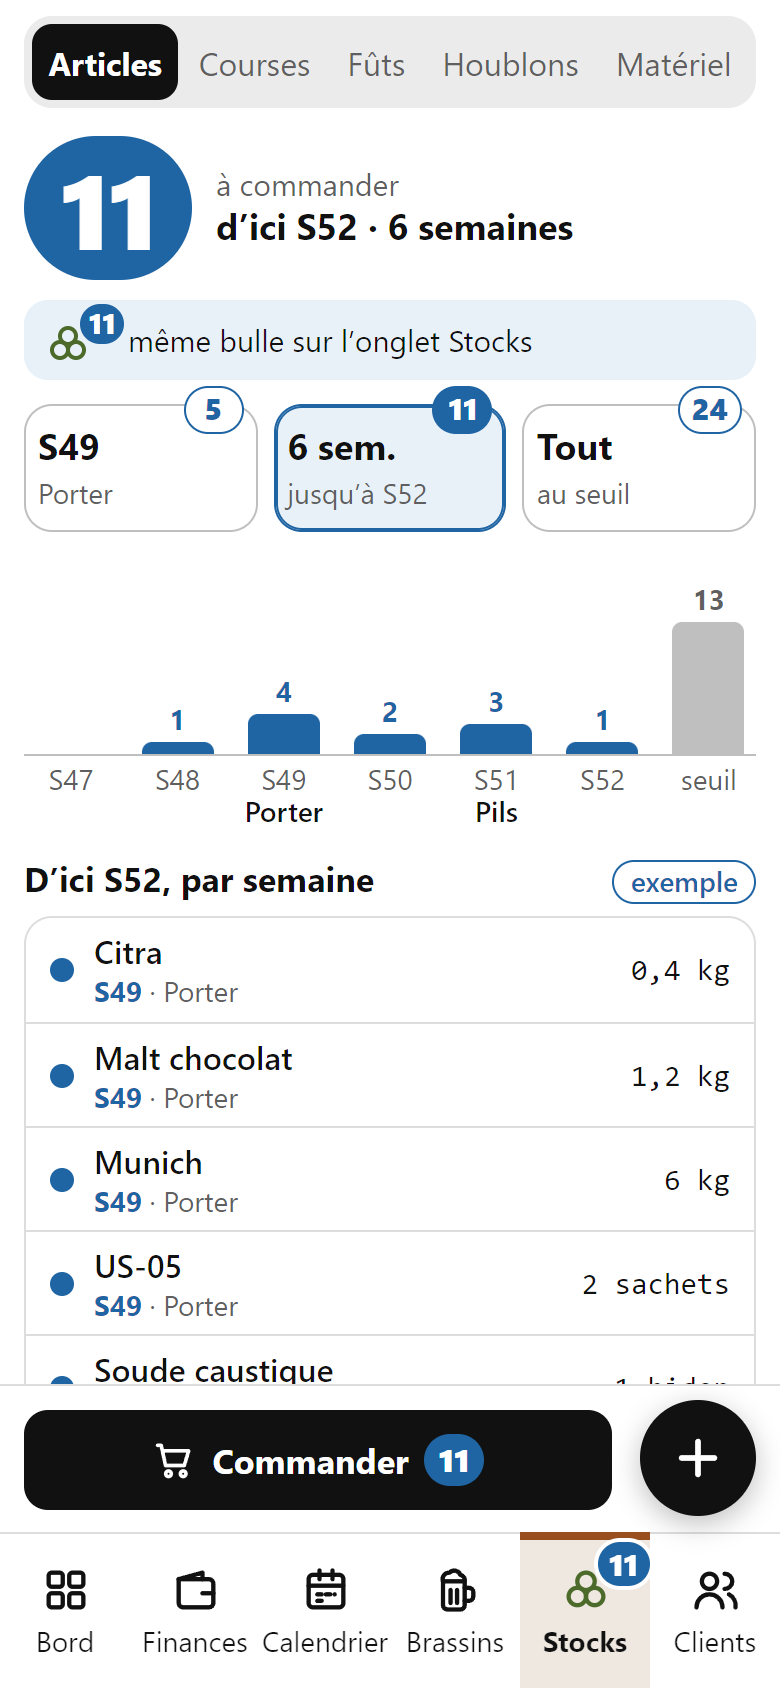 Articles Courses Fûts Houblons Matériel
11
à commander
d’ici S52 · 6 semaines
11
même bulle sur l’onglet Stocks
5
S49
Porter
11
6 sem.
jusqu’à S52
24
Tout
au seuil
1 4 2 3 1 13
S47 S48 S49 S50 S51 S52 seuil
Porter Pils
D’ici S52, par semaine exemple
Citra
S49 · Porter
0,4 kg
Malt chocolat
S49 · Porter
1,2 kg
Munich
S49 · Porter
6 kg
US-05
S49 · Porter
2 sachets
Soude caustique
Commander 11
11
Bord Finances Calendrier Brassins Stocks Clients